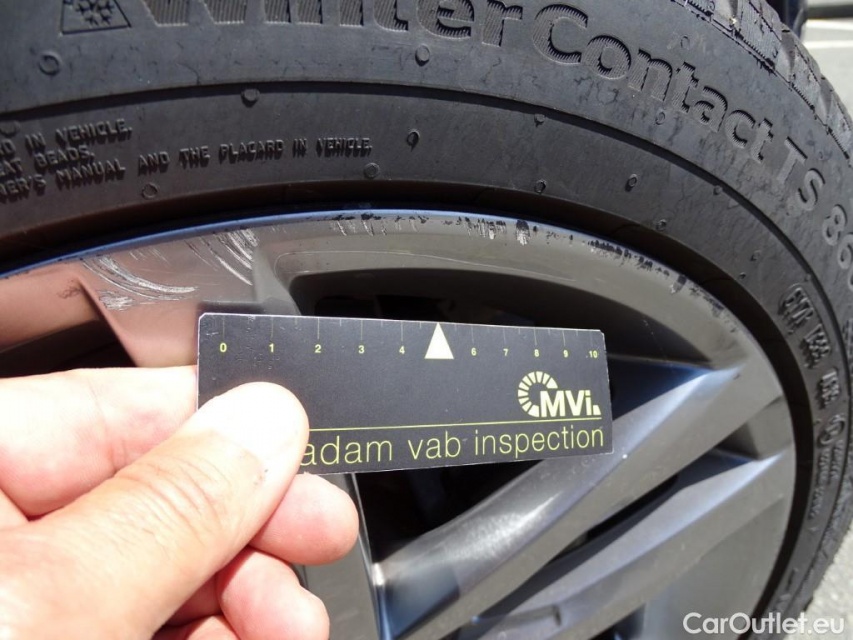 WinterContact TS 860
D IN VEHICLE.
AT BEADS.
ER'S MANUAL AND THE PLACARD IN VEHICLE.
0 1 2 3 4 6 7 8 9 10
MVi.
adam vab inspection
CarOutlet.eu